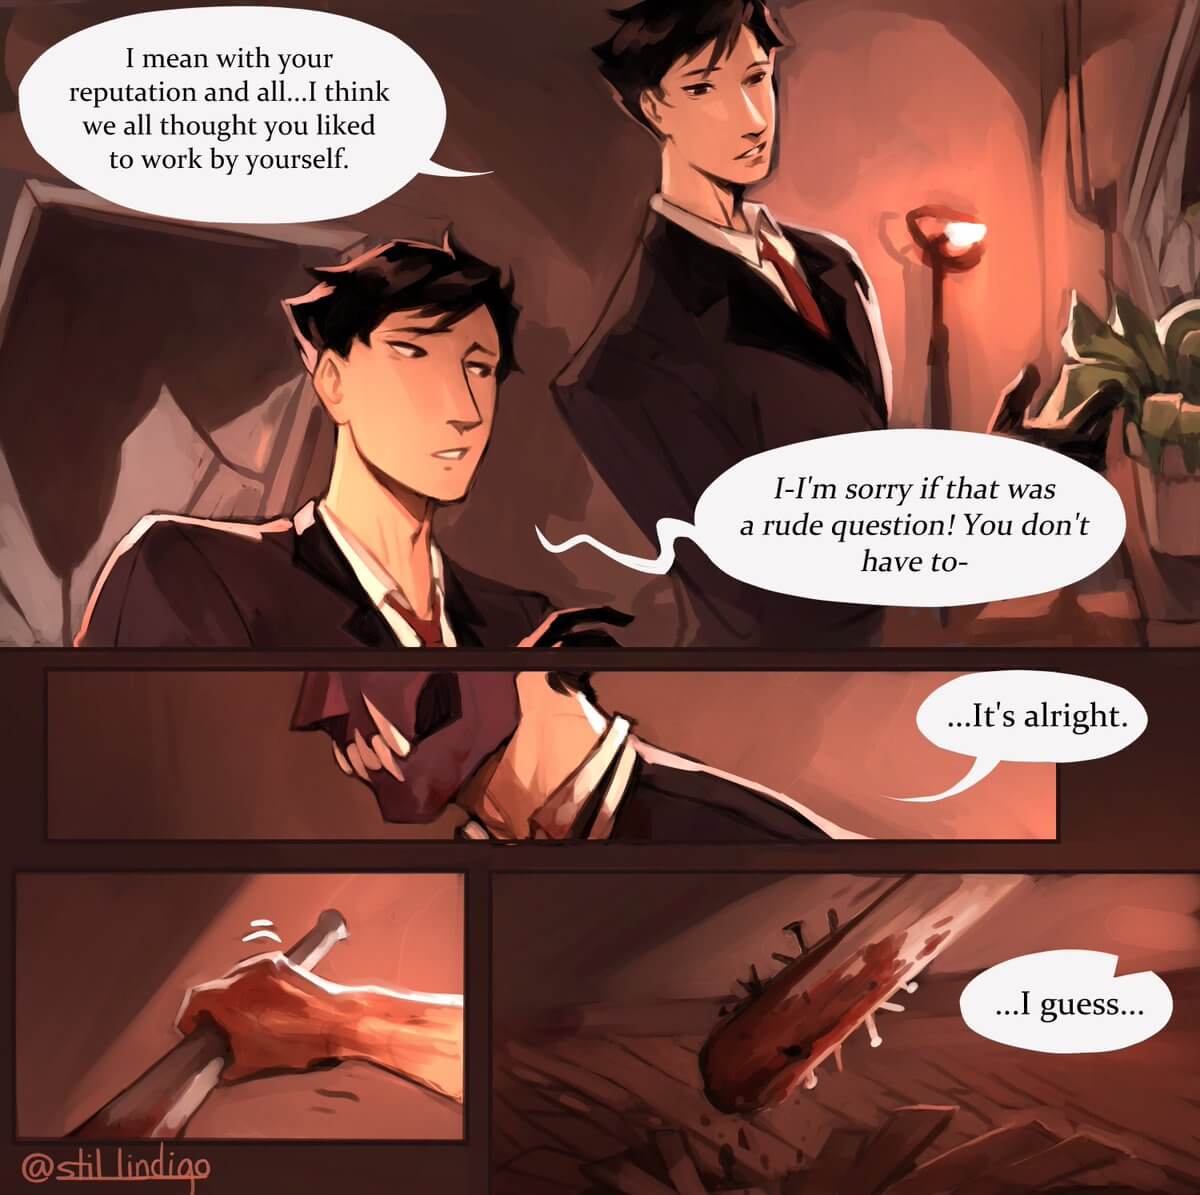 I mean with your
reputation and all...I think
we all thought you liked
to work by yourself.
I-I'm sorry if that was
a rude question! You don't
have to-
...It's alright.
...I guess...
@stil_lindigo